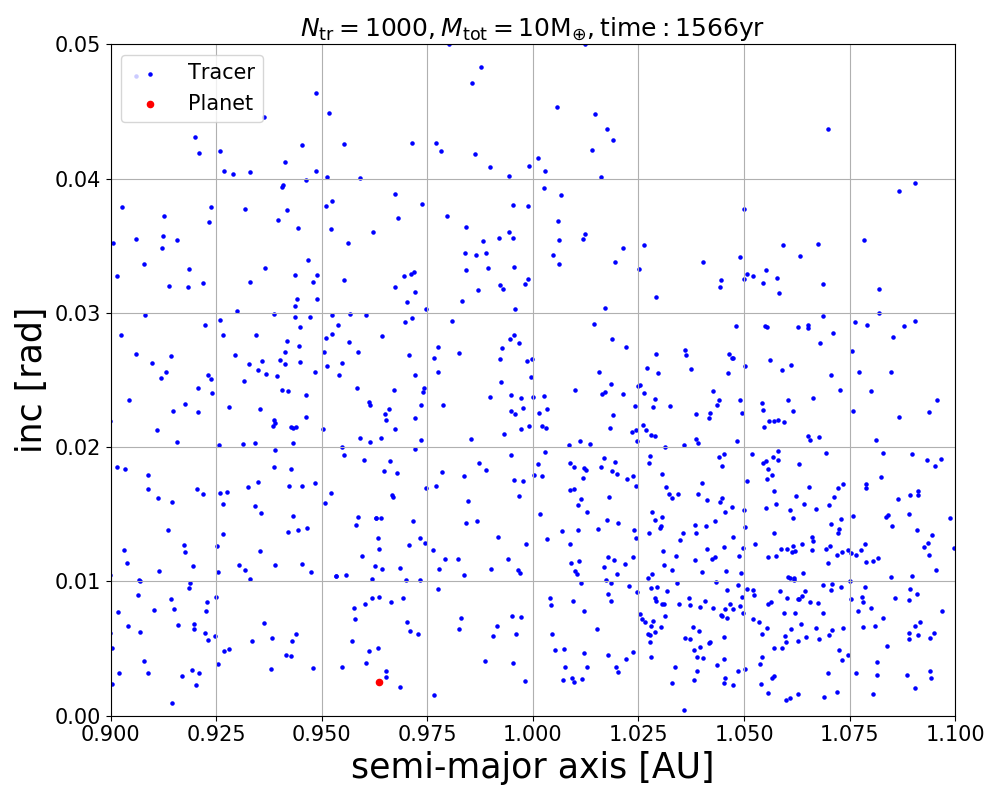 N_tr = 1000, M_tot = 10M_⊕, time : 1566yr
Tracer
Planet
0.05
0.04
0.03
0.02
0.01
0.00
inc [rad]
0.900 0.925 0.950 0.975 1.000 1.025 1.050 1.075 1.100
semi-major axis [AU]